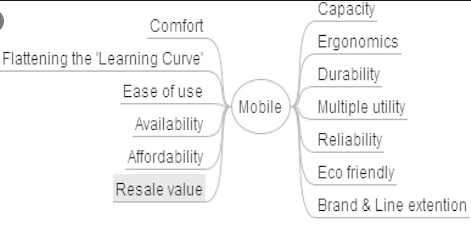 Comfort
Flattening the 'Learning Curve'
Ease of use
Availability
Affordability
Resale value
Mobile
Capacity
Ergonomics
Durability
Multiple utility
Reliability
Eco friendly
Brand & Line extention